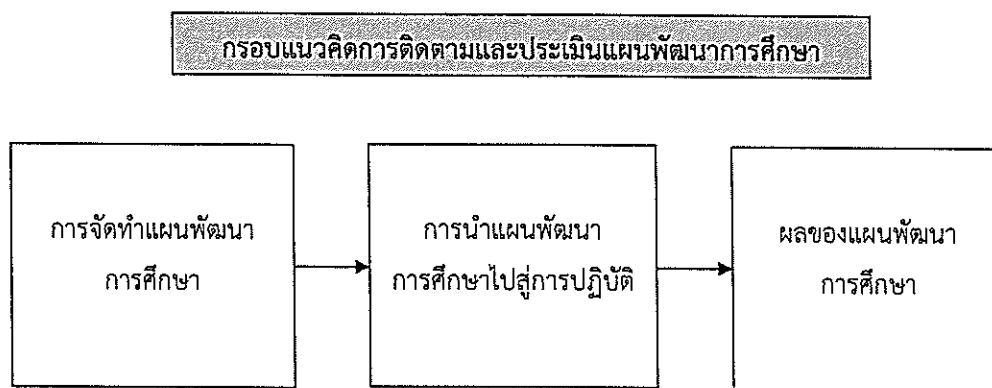 กรอบแนวคิดการติดตามและประเมินแผนพัฒนาการศึกษา
การจัดทำแผนพัฒนา
การศึกษา
การนำแผนพัฒนา
การศึกษาไปสู่การปฏิบัติ
ผลของแผนพัฒนา
การศึกษา